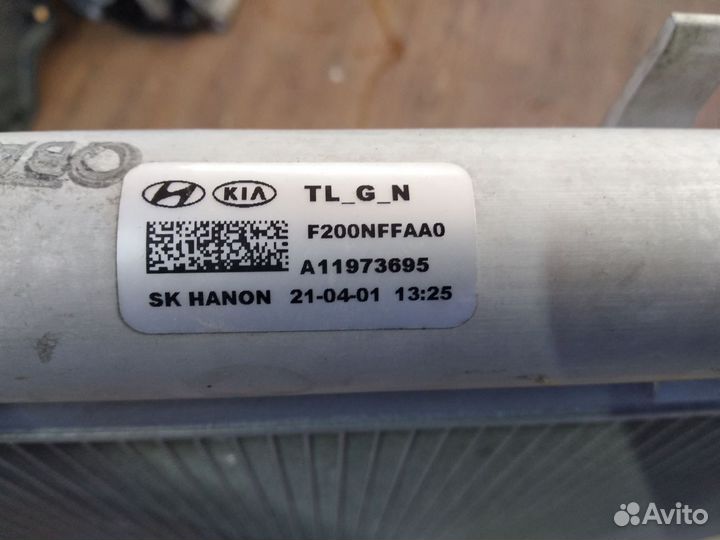 KIA TL_G_N
F200NFFAA0
A11973695
SK HANON 21-04-01 13:25
Avito